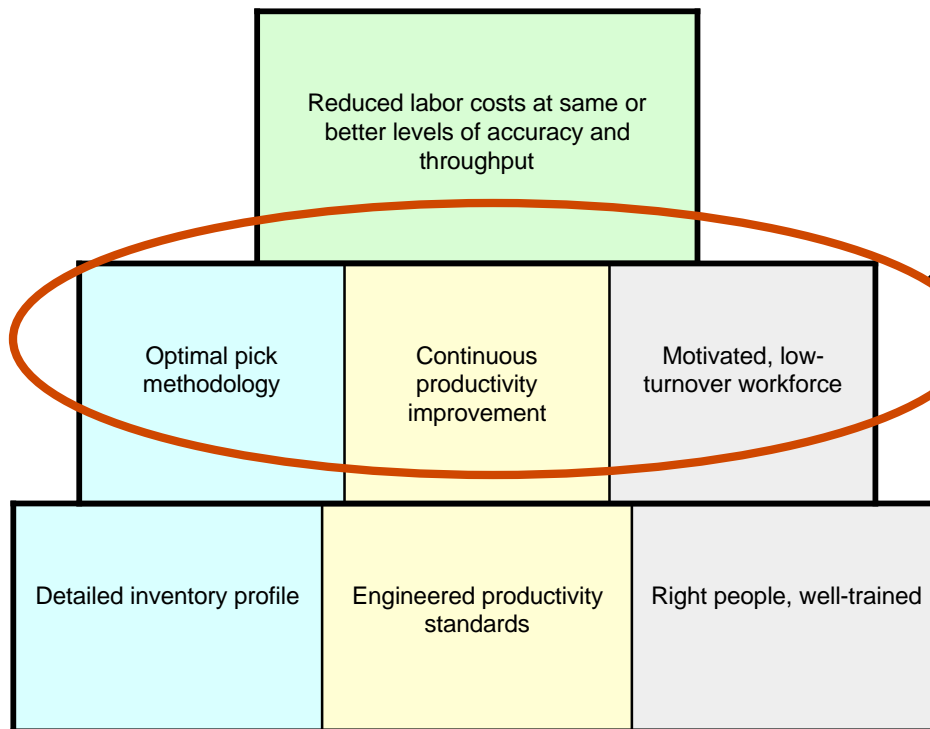 Reduced labor costs at same or
better levels of accuracy and
throughput
Optimal pick
methodology
Continuous
productivity
improvement
Motivated, low-
turnover workforce
Detailed inventory profile
Engineered productivity
standards
Right people, well-trained